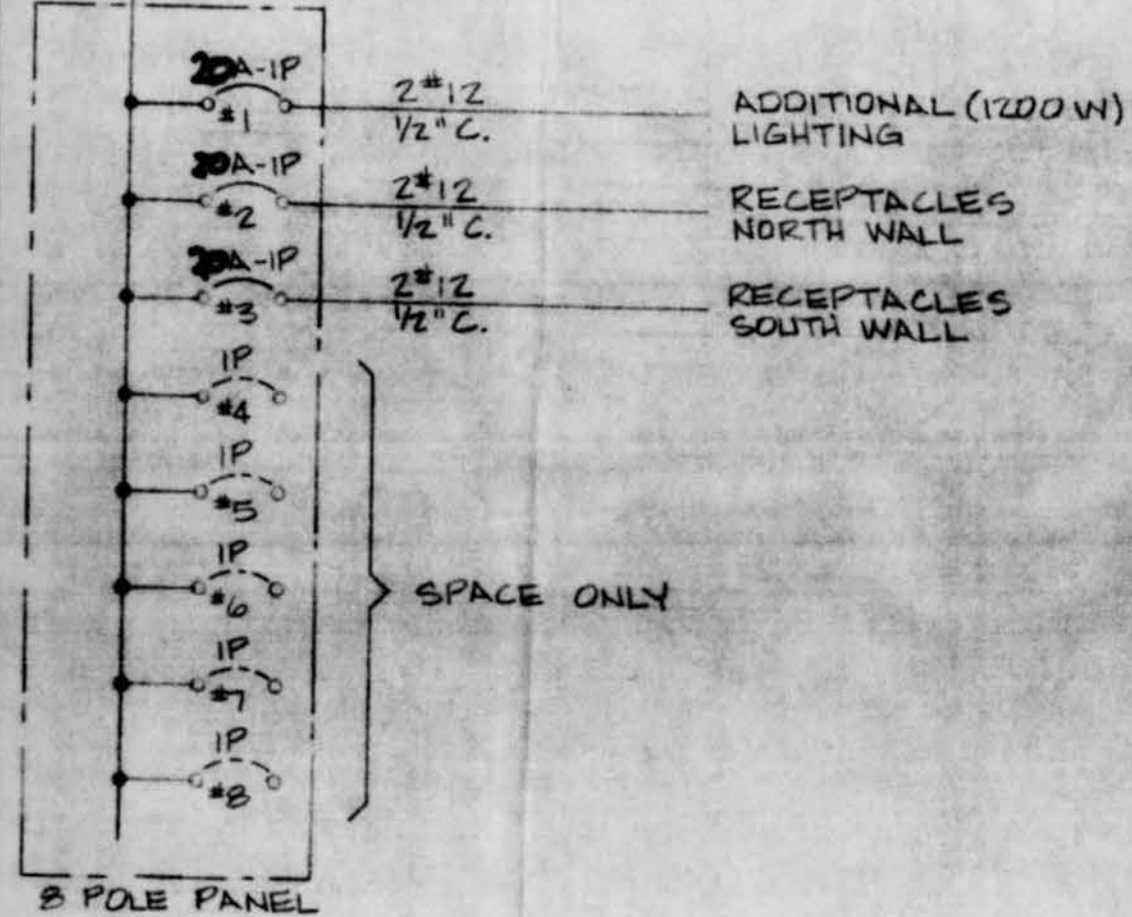 20A-1P
#1
2#12
1/2" C.
ADDITIONAL (1200 W)
LIGHTING
20A-1P
#2
2#12
1/2" C.
RECEPTACLES
NORTH WALL
20A-1P
#3
2#12
1/2" C.
RECEPTACLES
SOUTH WALL
1P
#4
1P
#5
1P
#6
SPACE ONLY
1P
#7
1P
#8
8 POLE PANEL